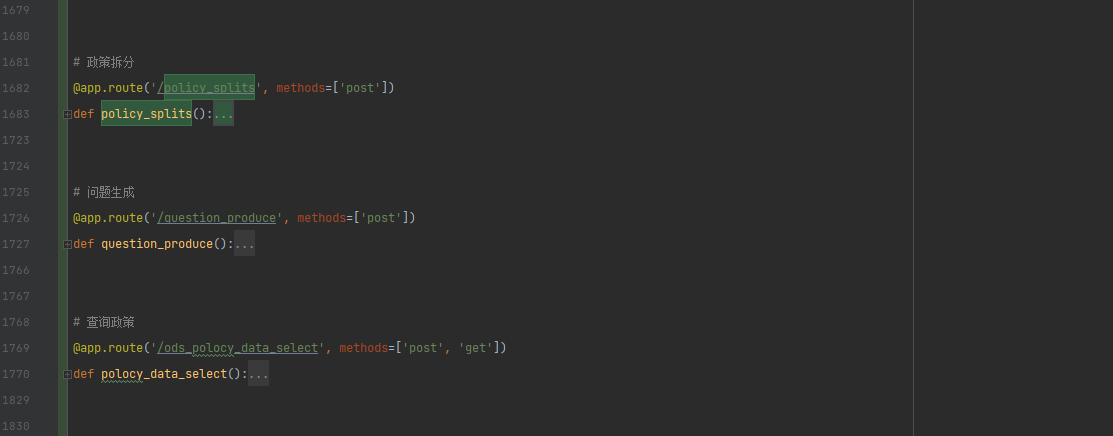 1679
1680
1681 # 政策拆分
1682 @app.route('/policy_splits', methods=['post'])
1683 def policy_splits():...
1723
1724
1725 # 问题生成
1726 @app.route('/question_produce', methods=['post'])
1727 def question_produce():...
1766
1767
1768 # 查询政策
1769 @app.route('/ods_polocy_data_select', methods=['post', 'get'])
1770 def polocy_data_select():...
1829
1830